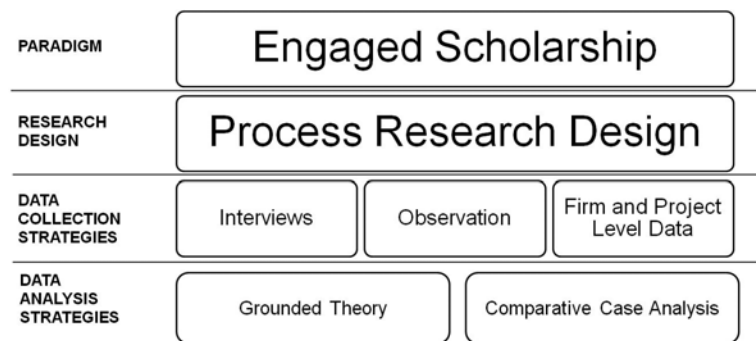 PARADIGM
Engaged Scholarship
RESEARCH
DESIGN
Process Research Design
DATA
COLLECTION
STRATEGIES
Interviews
Observation
Firm and Project
Level Data
DATA
ANALYSIS
STRATEGIES
Grounded Theory
Comparative Case Analysis